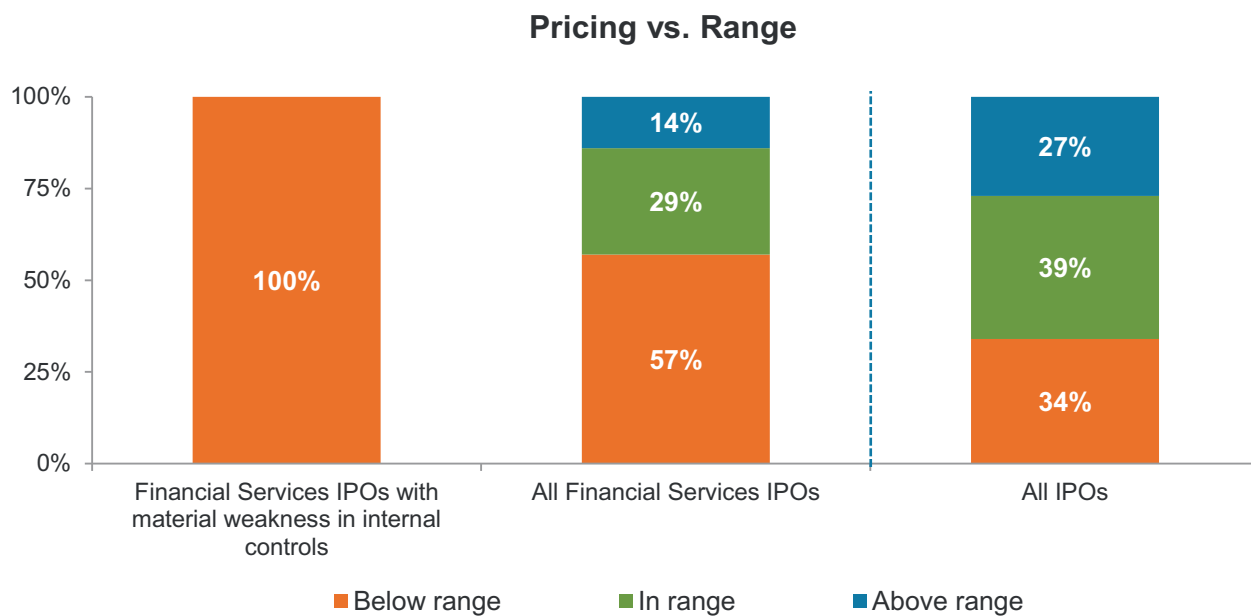 Pricing vs. Range
100%
75%
50%
25%
0%
100%
14%
29%
57%
27%
39%
34%
Financial Services IPOs with
material weakness in internal
controls
All Financial Services IPOs
All IPOs
Below range
In range
Above range